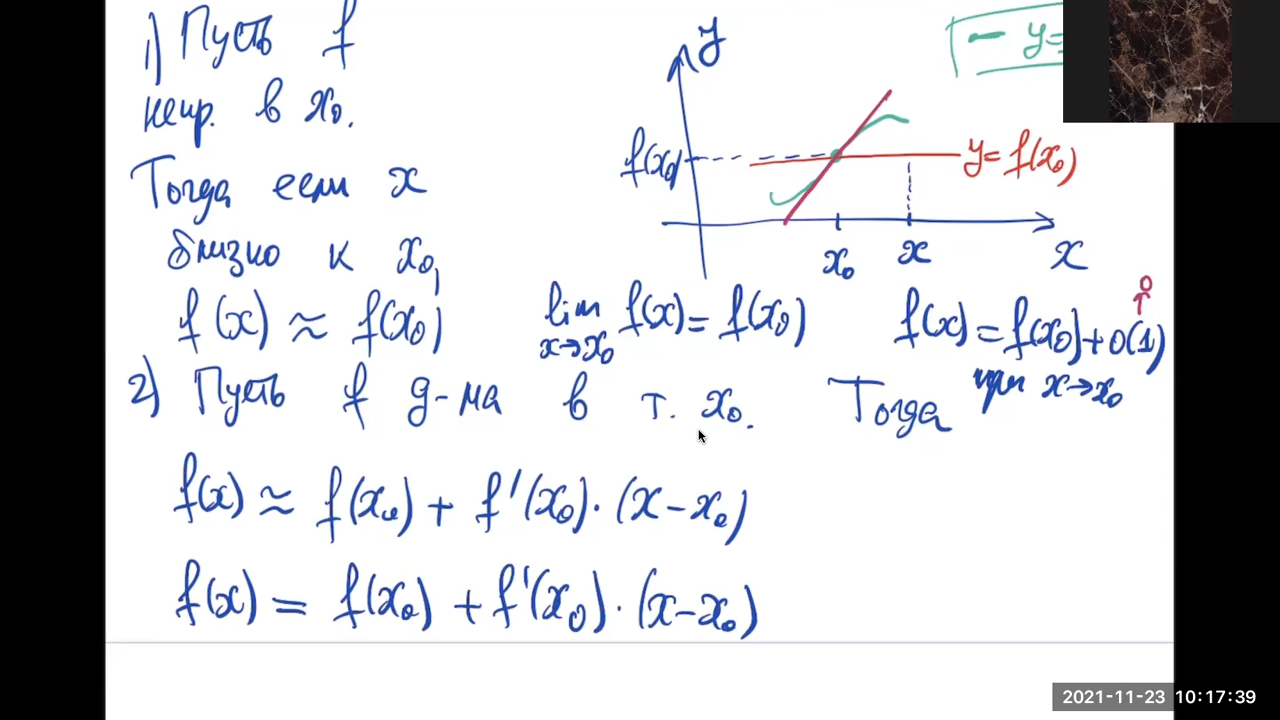 1) Пусть f
непр. в x₀.
Тогда если x
близко к x₀,
f(x) ≈ f(x₀)
y
f(x₀)
y = f(x₀)
x₀
x
x
— y=
lim f(x) = f(x₀)
x→x₀
f(x) = f(x₀) + o(1)
при x→x₀
2) Пусть f д-ма в т. x₀. Тогда
f(x) ≈ f(x₀) + f'(x₀)·(x−x₀)
f(x) = f(x₀) + f'(x₀)·(x−x₀)
2021-11-23 10:17:39